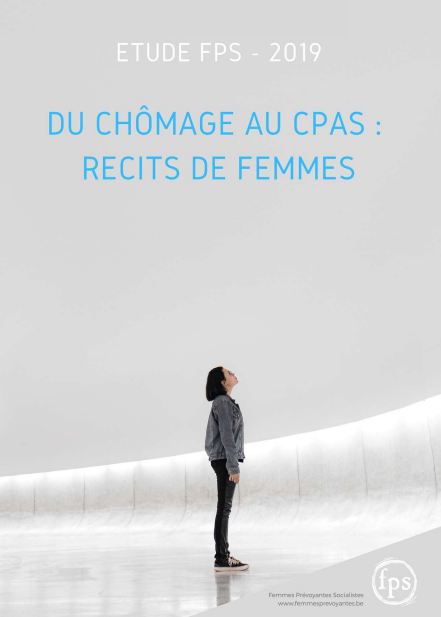 ETUDE FPS - 2019
DU CHÔMAGE AU CPAS :
RECITS DE FEMMES
Femmes Prévoyantes Socialistes
www.femmesprevoyantes.be
fps